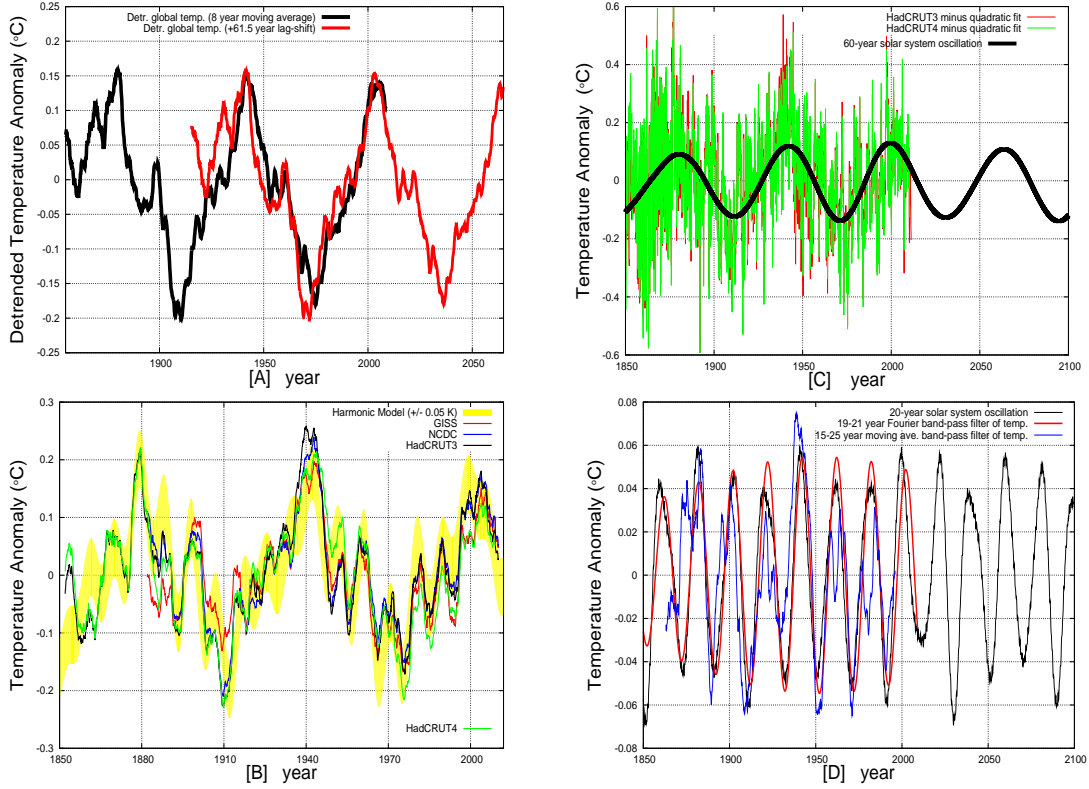 Detr. global temp. (8 year moving average)
Detr. global temp. (+61.5 year lag-shift)
Detrended Temperature Anomaly (°C)
0.25
0.2
0.15
0.1
0.05
0
-0.05
-0.1
-0.15
-0.2
-0.25
1900
1950
2000
2050
[A] year
HadCRUT3 minus quadratic fit
HadCRUT4 minus quadratic fit
60-year solar system oscillation
Temperature Anomaly (°C)
0.6
0.4
0.2
0
-0.2
-0.4
-0.6
1850
1900
1950
2000
2050
2100
[C] year
Harmonic Model (+/- 0.05 K)
GISS
NCDC
HadCRUT3
HadCRUT4
Temperature Anomaly (°C)
0.3
0.2
0.1
0
-0.1
-0.2
-0.3
1850
1880
1910
1940
1970
2000
[B] year
20-year solar system oscillation
19-21 year Fourier band-pass filter of temp.
15-25 year moving ave. band-pass filter of temp.
Temperature Anomaly (°C)
0.08
0.06
0.04
0.02
0
-0.02
-0.04
-0.06
-0.08
1850
1900
1950
2000
2050
2100
[D] year